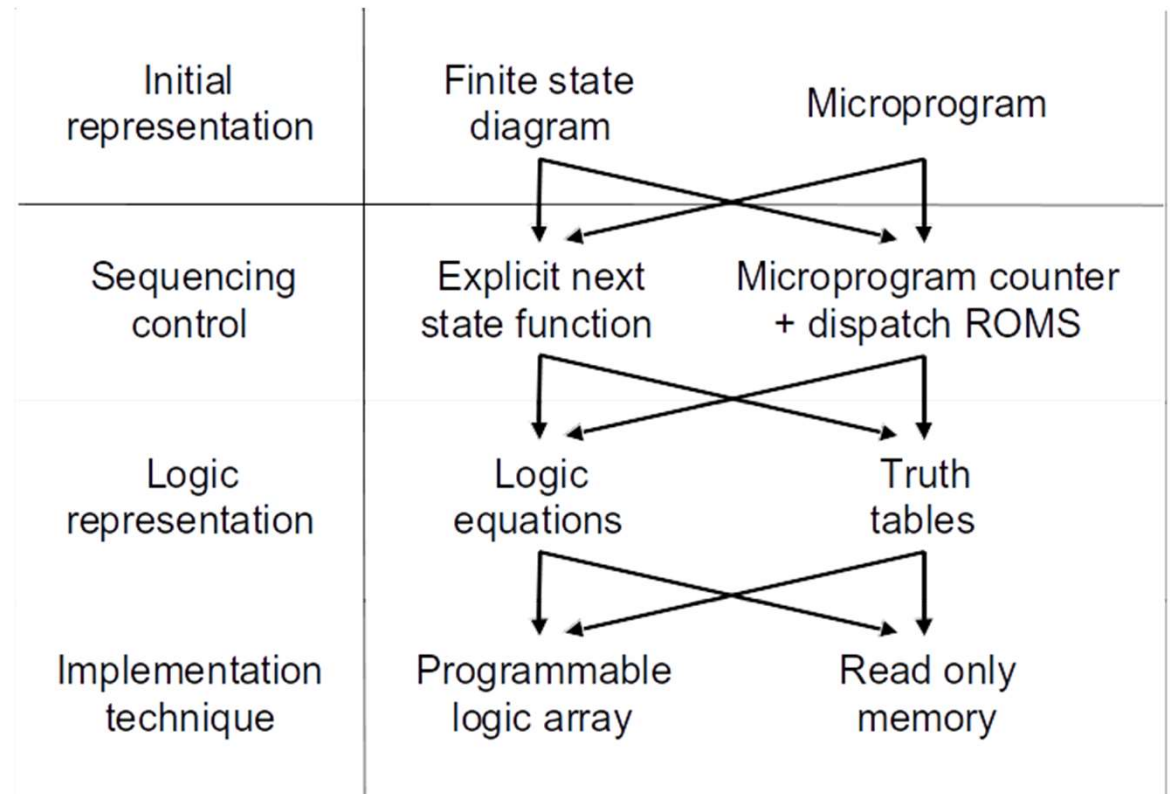 Initial
representation
Finite state
diagram
Microprogram
Sequencing
control
Explicit next
state function
Microprogram counter
+ dispatch ROMS
Logic
representation
Logic
equations
Truth
tables
Implementation
technique
Programmable
logic array
Read only
memory